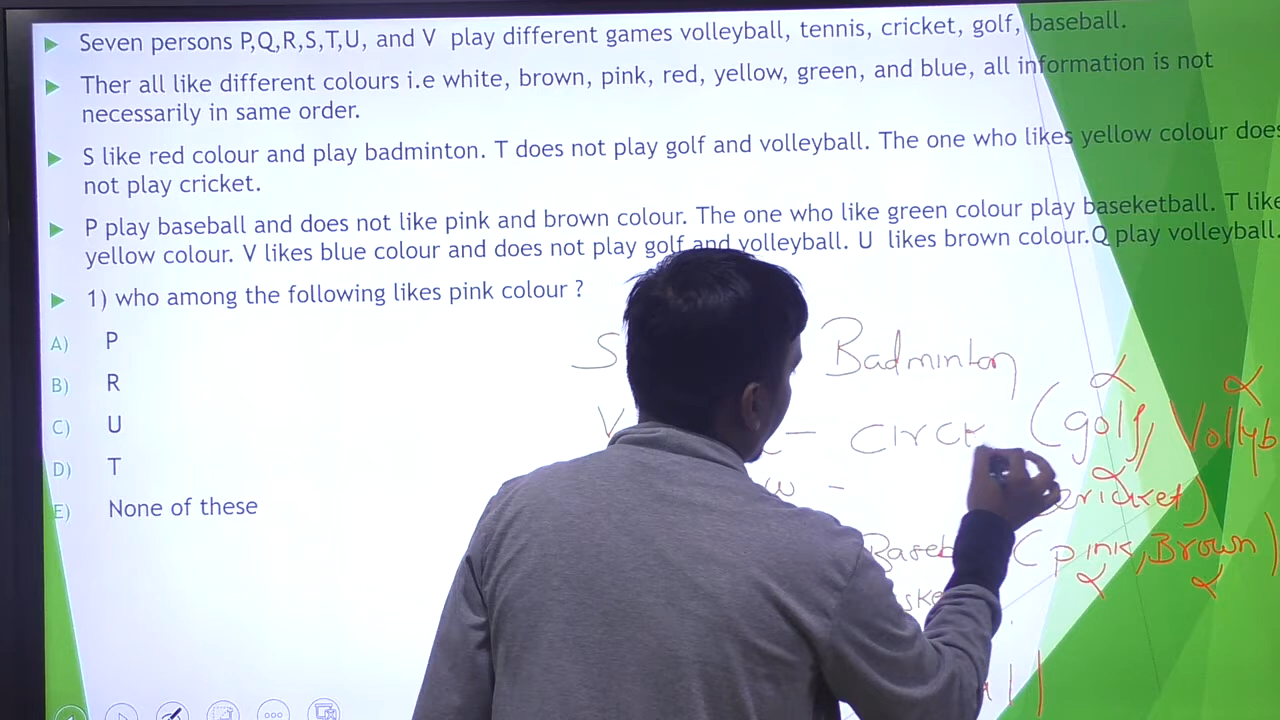 Seven persons P,Q,R,S,T,U, and V play different games volleyball, tennis, cricket, golf, baseball.
Ther all like different colours i.e white, brown, pink, red, yellow, green, and blue, all information is not
necessarily in same order.
S like red colour and play badminton. T does not play golf and volleyball. The one who likes yellow colour does
not play cricket.
P play baseball and does not like pink and brown colour. The one who like green colour play baseketball. T like
yellow colour. V likes blue colour and does not play golf and volleyball. U likes brown colour.Q play volleyball.
1) who among the following likes pink colour ?
A) P
B) R
C) U
D) T
E) None of these
S Badminton
V - Circk (golf, Vollyb
w - cricket)
Baseb (pink, Brown)
ske